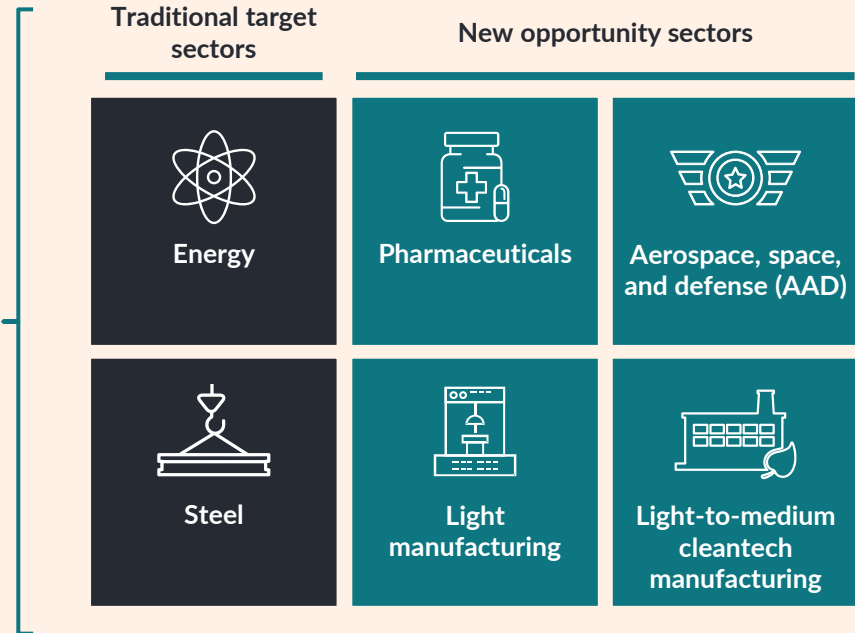 Traditional target
sectors
New opportunity sectors
Energy
Pharmaceuticals
Aerospace, space,
and defense (AAD)
Steel
Light
manufacturing
Light-to-medium
cleantech
manufacturing